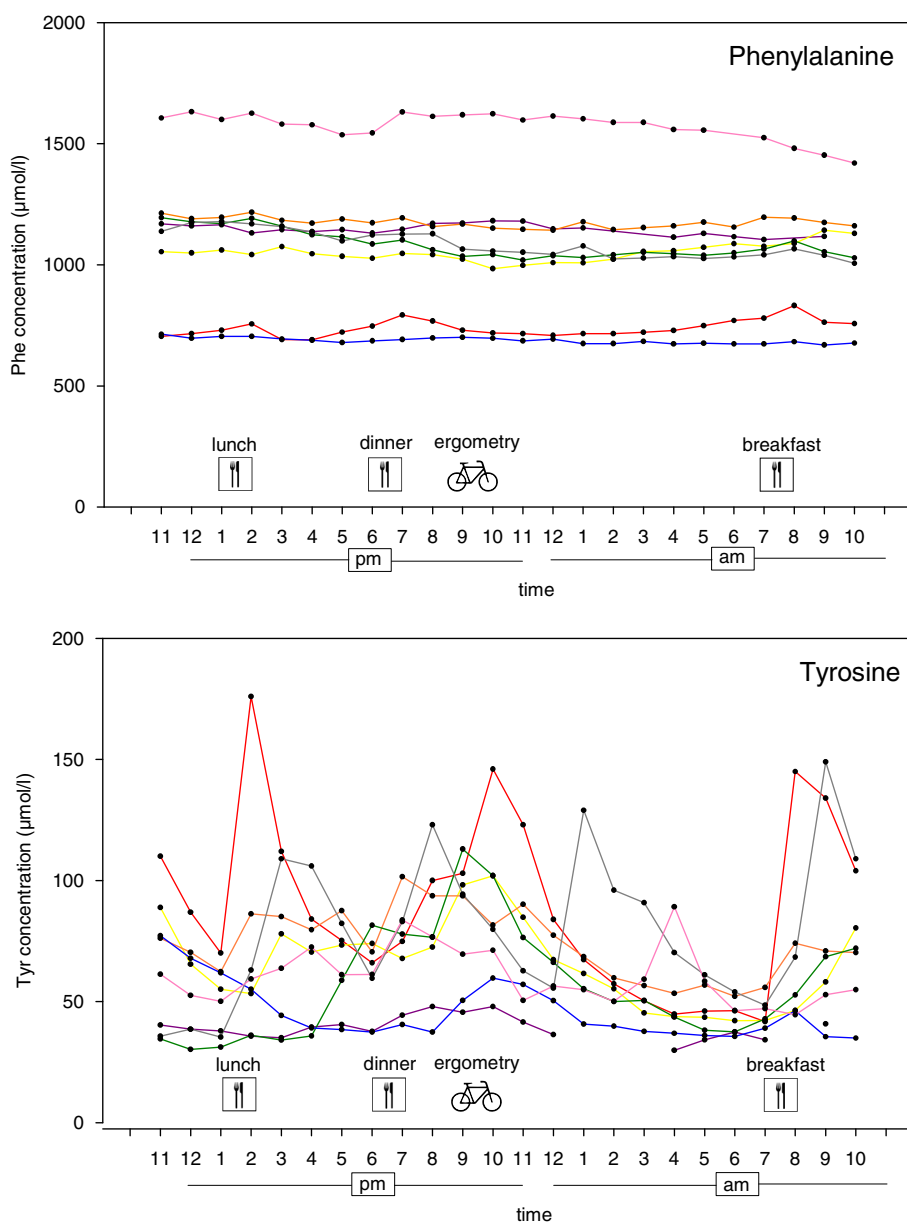 2000
Phenylalanine
1500
1000
500
0
Phe concentration (µmol/l)
lunch
dinner
ergometry
breakfast
11 12 1 2 3 4 5 6 7 8 9 10 11 12 1 2 3 4 5 6 7 8 9 10
pm
am
time
200
Tyrosine
150
100
50
0
Tyr concentration (µmol/l)
lunch
dinner
ergometry
breakfast
11 12 1 2 3 4 5 6 7 8 9 10 11 12 1 2 3 4 5 6 7 8 9 10
pm
am
time